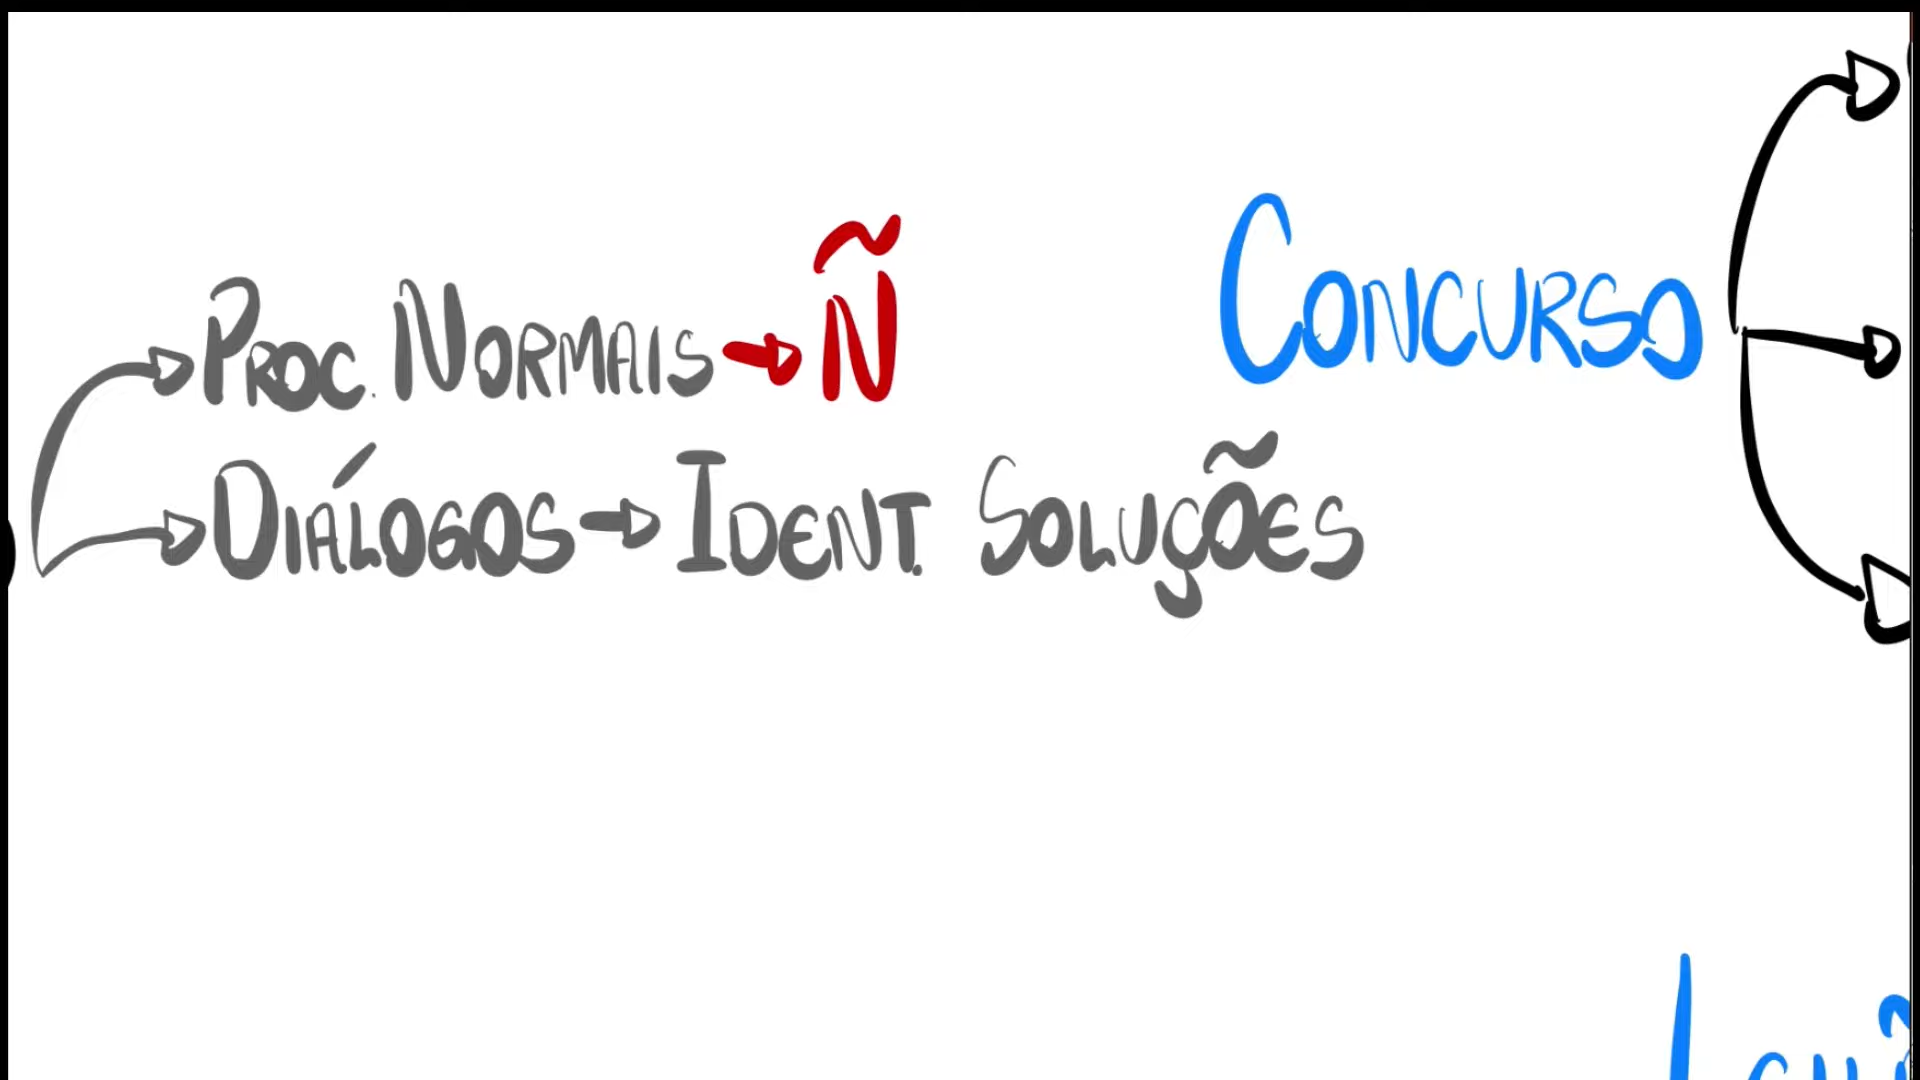 Proc. Normais → Ñ
Diálogos → Ident. Soluções
Concurso